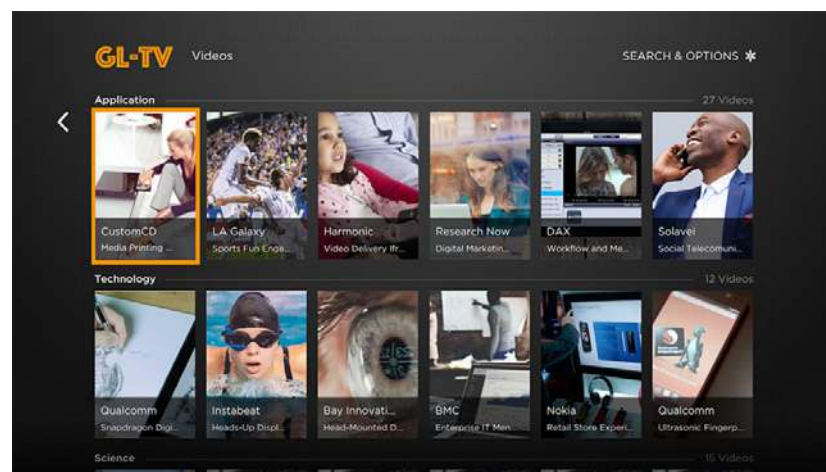 GL-TV Videos SEARCH & OPTIONS *
Application 27 Videos
CustomCD
Media Printing ...
LA Galaxy
Sports Fun Enga...
Harmonic
Video Delivery Ifr...
Research Now
Digital Marketin...
DAX
Workflow and Me...
Solavei
Social Telecomuni...
Technology 12 Videos
Qualcomm
Snapdragon Digi...
Instabeat
Heads-Up Displ...
Bay Innovati...
Head-Mounted D...
BMC
Enterprise IT Men...
Nokia
Retail Store Experi...
Qualcomm
Ultrasonic Fingerp...
Science 15 Videos